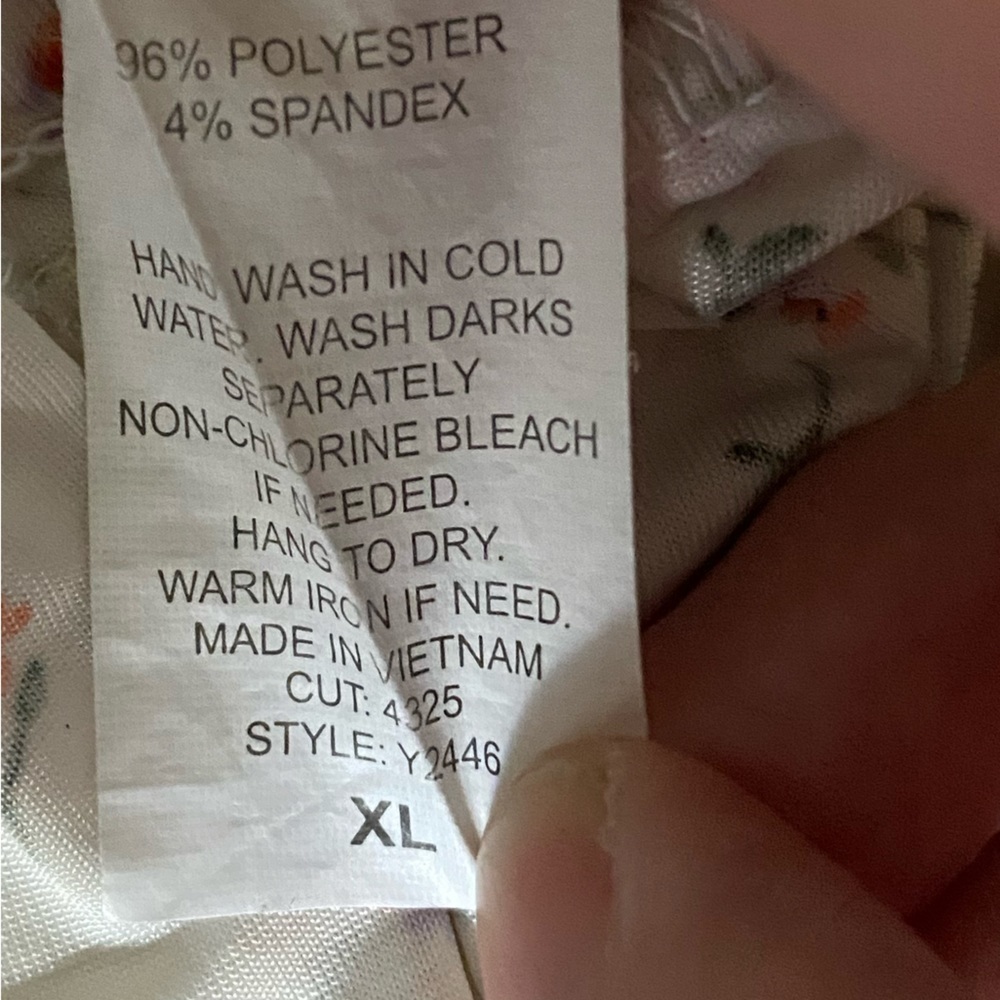 96% POLYESTER
4% SPANDEX
HAND WASH IN COLD
WATER. WASH DARKS
SEPARATELY
NON-CHLORINE BLEACH
IF NEEDED.
HANG TO DRY.
WARM IRON IF NEED.
MADE IN VIETNAM
CUT: 4325
STYLE: Y2446
XL